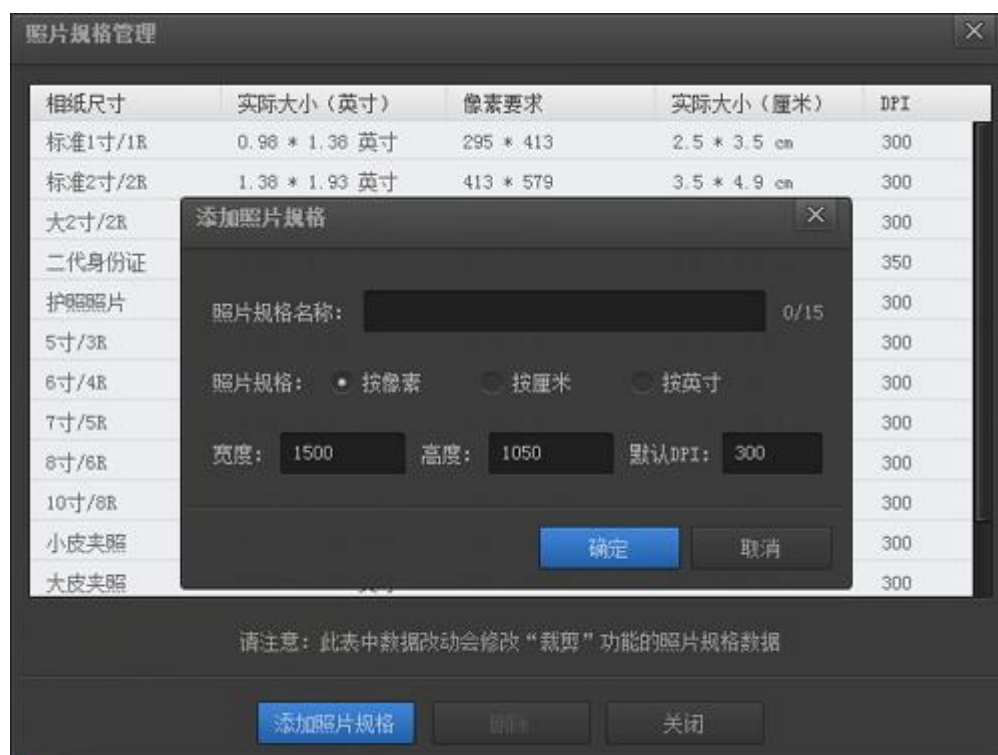 照片规格管理
相纸尺寸 实际大小（英寸） 像素要求 实际大小（厘米） DPI
标准1寸/1R 0.98 * 1.38 英寸 295 * 413 2.5 * 3.5 cm 300
标准2寸/2R 1.38 * 1.93 英寸 413 * 579 3.5 * 4.9 cm 300
大2寸/2R 300
二代身份证 350
护照照片 300
5寸/3R 300
6寸/4R 300
7寸/5R 300
8寸/6R 300
10寸/8R 300
小皮夹照 300
大皮夹照 300
添加照片规格
照片规格名称： 0/15
照片规格： 按像素 按厘米 按英寸
宽度： 1500 高度： 1050 默认DPI： 300
确定 取消
请注意：此表中数据改动会修改“裁剪”功能的照片规格数据
添加照片规格 删除 关闭